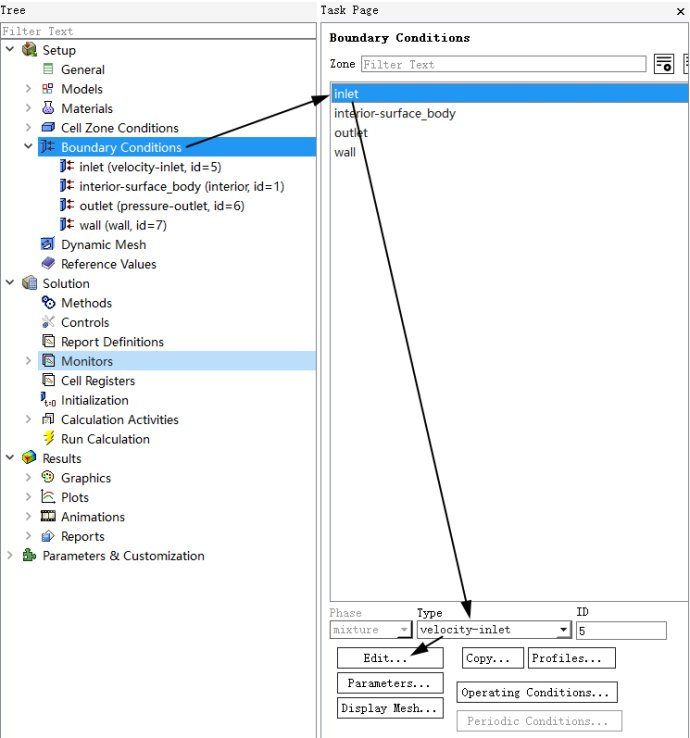 Tree
Filter Text
Setup
General
Models
Materials
Cell Zone Conditions
Boundary Conditions
inlet (velocity-inlet, id=5)
interior-surface_body (interior, id=1)
outlet (pressure-outlet, id=6)
wall (wall, id=7)
Dynamic Mesh
Reference Values
Solution
Methods
Controls
Report Definitions
Monitors
Cell Registers
t=0 Initialization
Calculation Activities
Run Calculation
Results
Graphics
Plots
Animations
Reports
Parameters & Customization
Task Page
Boundary Conditions
Zone Filter Text
inlet
interior-surface_body
outlet
wall
Phase Type ID
mixture velocity-inlet 5
Edit... Copy... Profiles...
Parameters... Operating Conditions...
Display Mesh... Periodic Conditions...